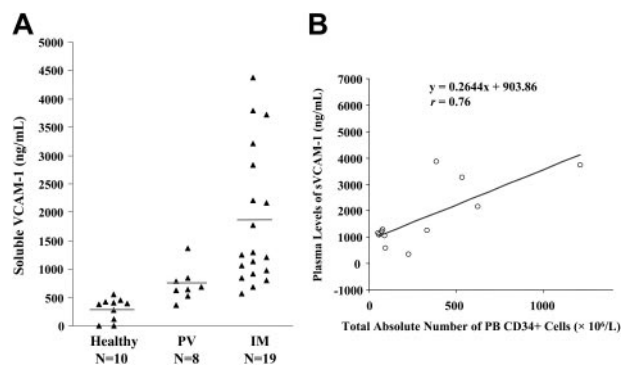 A
Soluble VCAM-1 (ng/mL)
5000
4500
4000
3500
3000
2500
2000
1500
1000
500
0
Healthy PV IM
N=10 N=8 N=19
B
Plasma Levels of sVCAM-1 (ng/mL)
y = 0.2644x + 903.86
r = 0.76
7000
6000
5000
4000
3000
2000
1000
0
-1000
0 500 1000
Total Absolute Number of PB CD34+ Cells (× 10⁶/L)